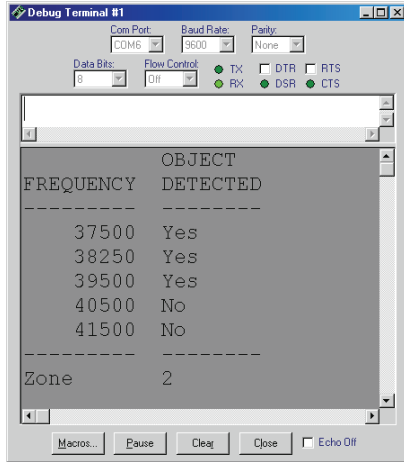 Debug Terminal #1
Com Port: Baud Rate: Parity:
COM6 9600 None
Data Bits: Flow Control: TX DTR RTS
8 Off RX DSR CTS
OBJECT
FREQUENCY DETECTED
--------- --------
37500 Yes
38250 Yes
39500 Yes
40500 No
41500 No
--------- --------
Zone 2
Macros... Pause Clear Close Echo Off